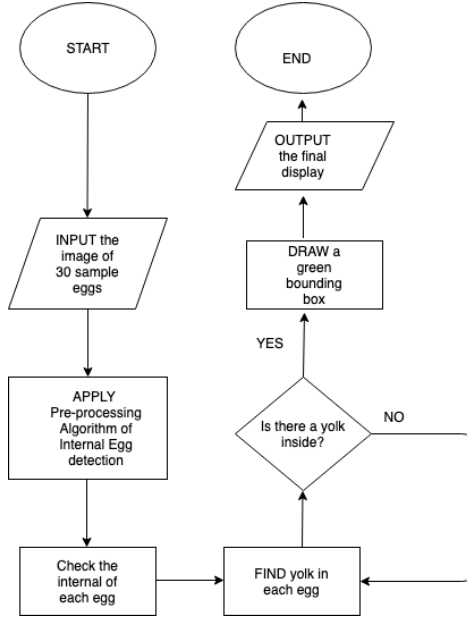 START
INPUT the
image of
30 sample
eggs
APPLY
Pre-processing
Algorithm of
Internal Egg
detection
Check the
internal of
each egg
FIND yolk in
each egg
Is there a yolk
inside?
NO
YES
DRAW a
green
bounding
box
OUTPUT
the final
display
END